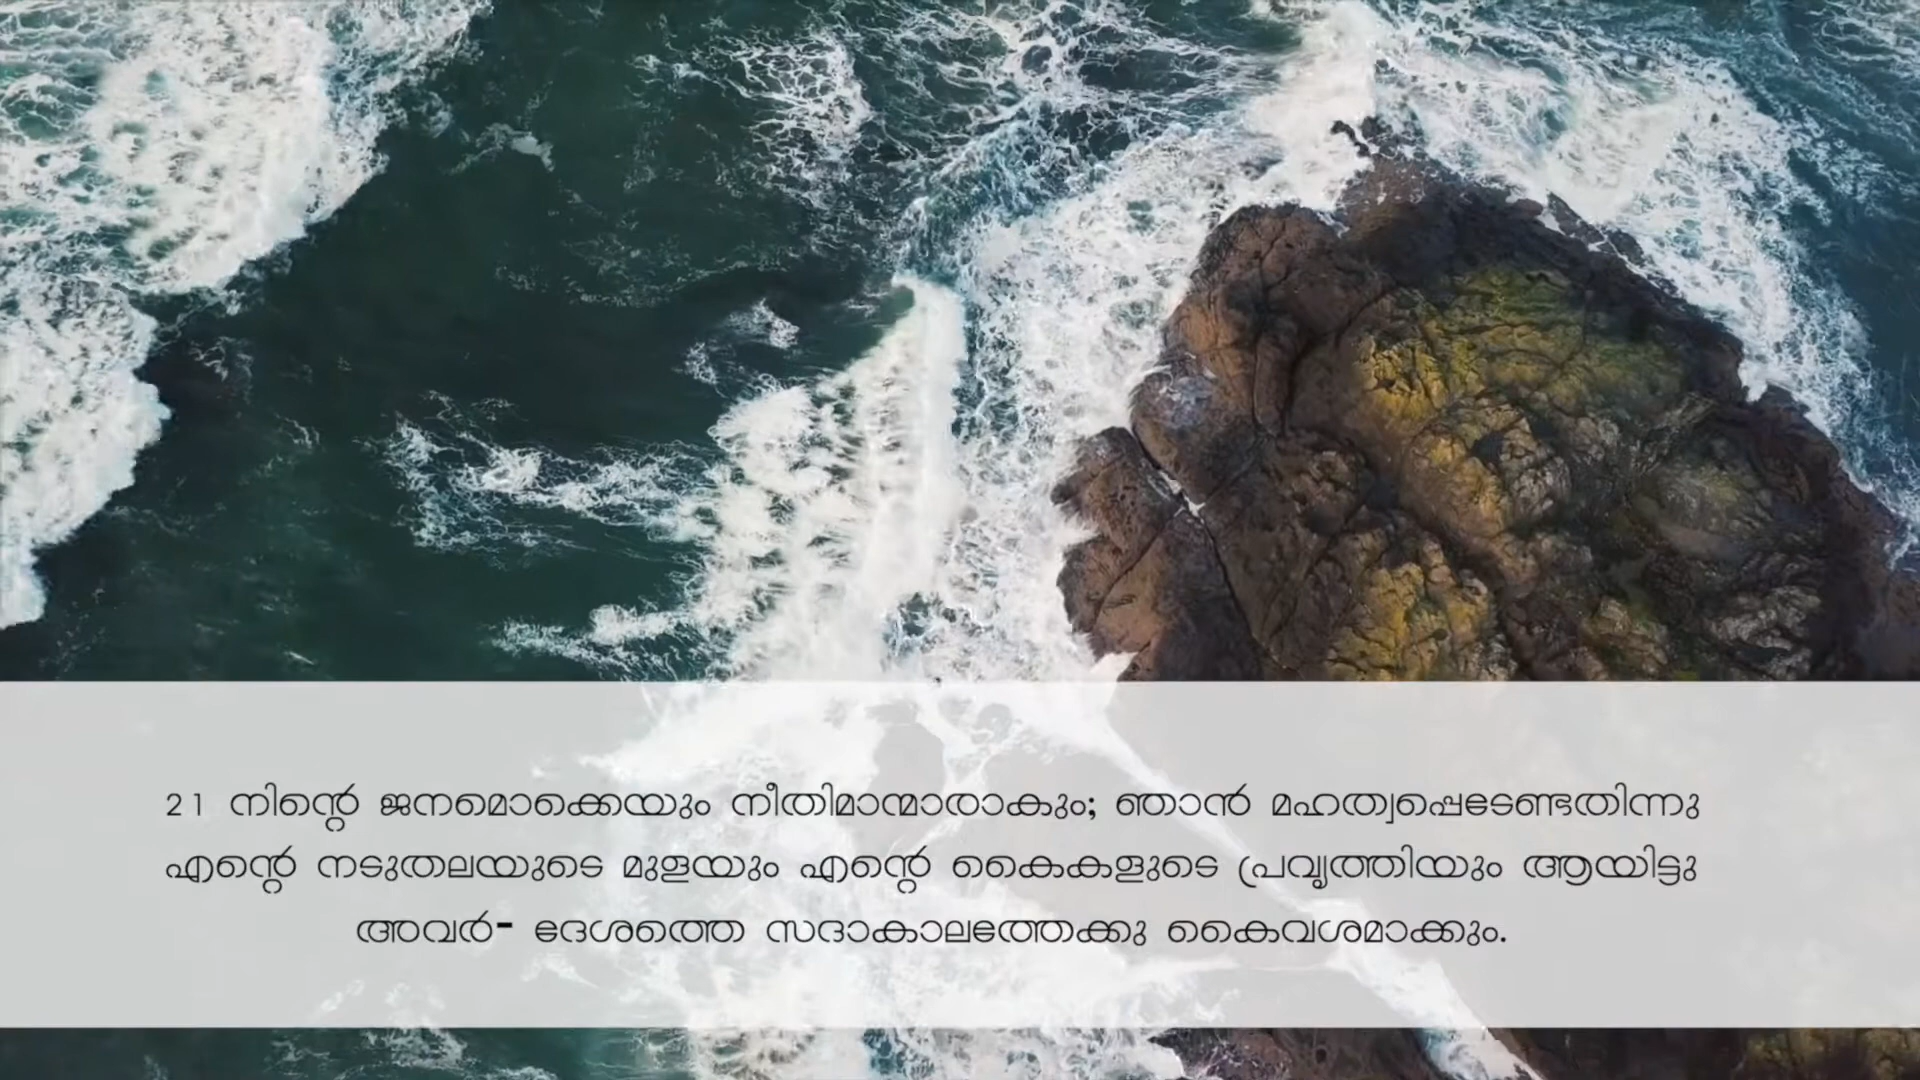 21 നിന്റെ ജനമൊക്കെയും നീതിമാന്മാരാകും; ഞാൻ മഹത്വപ്പെടേണ്ടതിന്നു
എന്റെ നടുതലയുടെ മുളയും എന്റെ കൈകളുടെ പ്രവൃത്തിയും ആയിട്ടു
അവർ- ദേശത്തെ സദാകാലത്തേക്കു കൈവശമാക്കും.